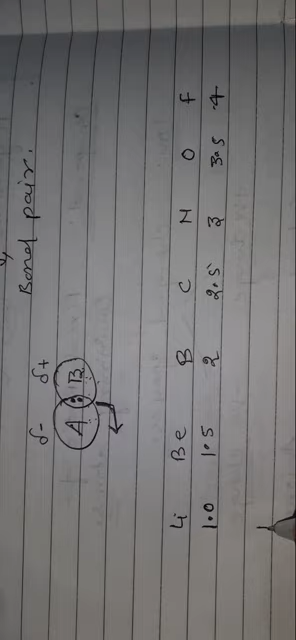 Bond pair.
δ- δ+
A : B
Li Be B C N O F
1.0 1.5 2 2.5 3 3.5 4